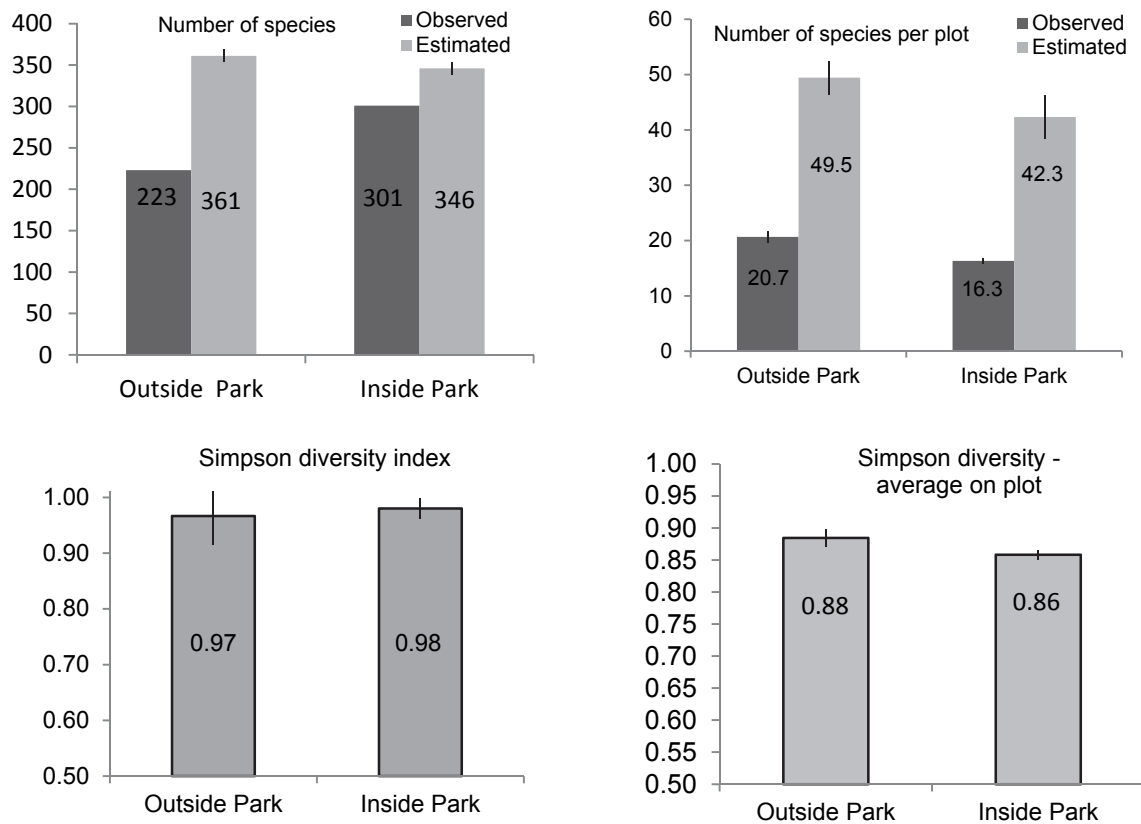 Number of species
Observed
Estimated
400
350
300
250
200
150
100
50
0
223
361
301
346
Outside Park
Inside Park
Number of species per plot
Observed
Estimated
60
50
40
30
20
10
0
20.7
49.5
16.3
42.3
Outside Park
Inside Park
Simpson diversity index
1.00
0.90
0.80
0.70
0.60
0.50
0.97
0.98
Outside Park
Inside Park
Simpson diversity -
average on plot
1.00
0.95
0.90
0.85
0.80
0.75
0.70
0.65
0.60
0.55
0.50
0.88
0.86
Outside Park
Inside Park